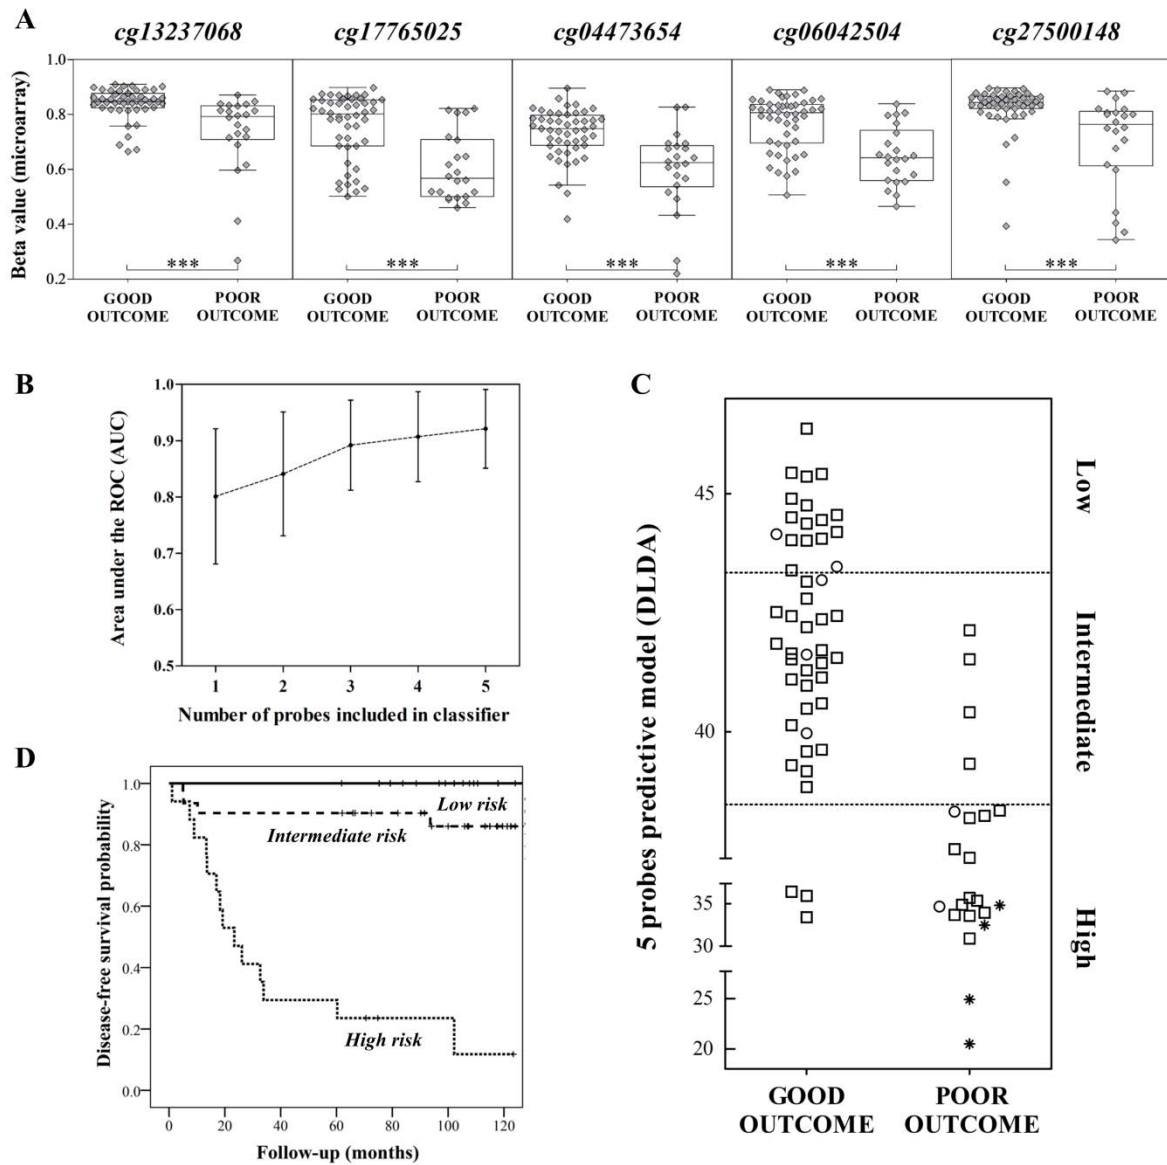 A
cg13237068 cg17765025 cg04473654 cg06042504 cg27500148
Beta value (microarray)
1.0
0.8
0.6
0.4
0.2
*** *** *** *** ***
GOOD OUTCOME POOR OUTCOME GOOD OUTCOME POOR OUTCOME GOOD OUTCOME POOR OUTCOME GOOD OUTCOME POOR OUTCOME GOOD OUTCOME POOR OUTCOME
B
Area under the ROC (AUC)
1.0
0.9
0.8
0.7
0.6
0.5
1 2 3 4 5
Number of probes included in classifier
C
5 probes predictive model (DLDA)
45
40
35
30
25
20
Low
Intermediate
High
GOOD OUTCOME POOR OUTCOME
D
Disease-free survival probability
1.0
0.8
0.6
0.4
0.2
0.0
Low risk
Intermediate risk
High risk
0 20 40 60 80 100 120
Follow-up (months)